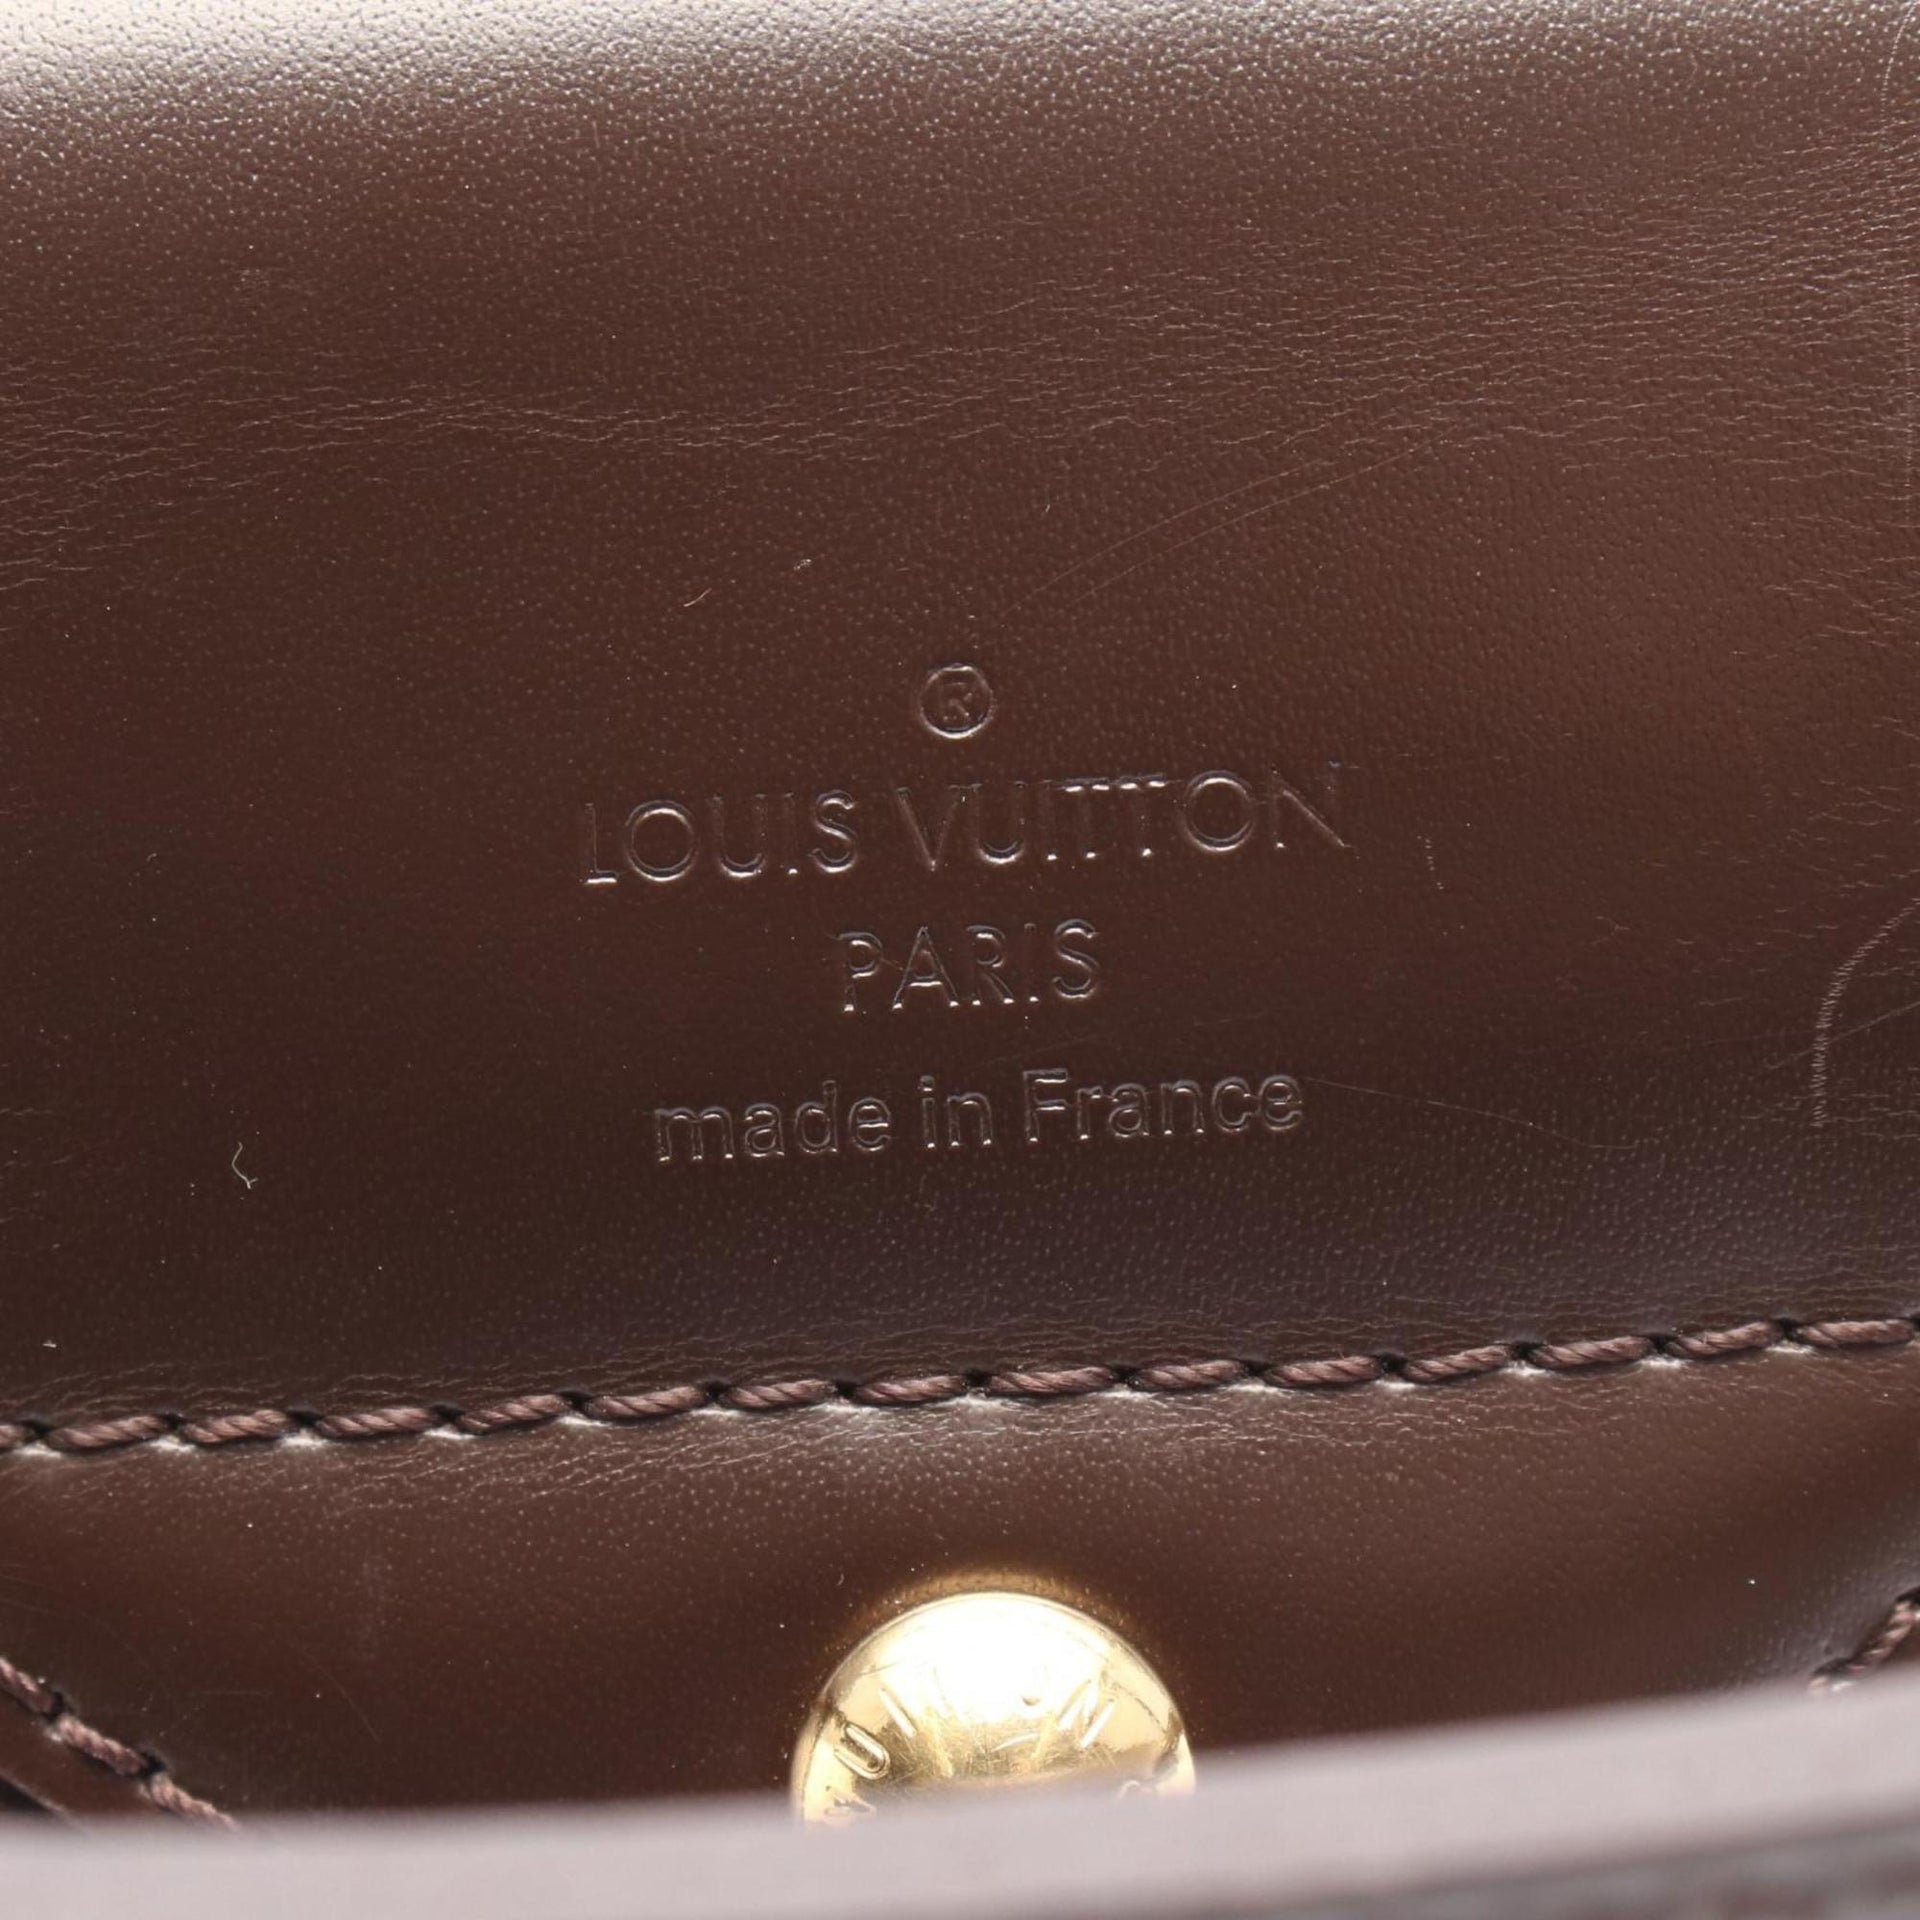 ®
LOUIS VUITTON
PARIS
made in France